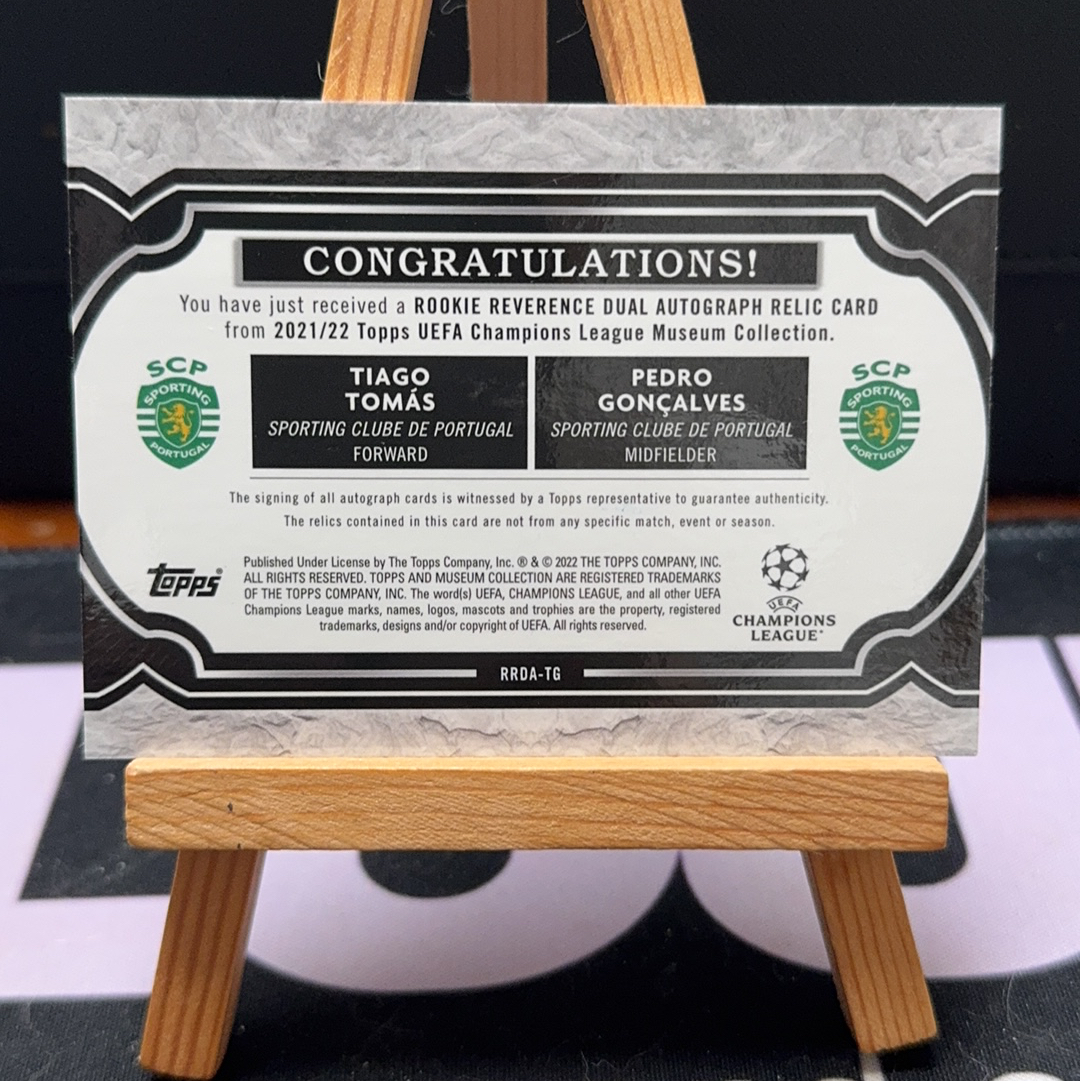 CONGRATULATIONS!
You have just received a ROOKIE REVERENCE DUAL AUTOGRAPH RELIC CARD
from 2021/22 Topps UEFA Champions League Museum Collection.
SCP
SPORTING
PORTUGAL
TIAGO
TOMÁS
SPORTING CLUBE DE PORTUGAL
FORWARD
PEDRO
GONÇALVES
SPORTING CLUBE DE PORTUGAL
MIDFIELDER
SCP
SPORTING
PORTUGAL
The signing of all autograph cards is witnessed by a Topps representative to guarantee authenticity.
The relics contained in this card are not from any specific match, event or season.
Topps®
Published Under License by The Topps Company, Inc. ® & © 2022 THE TOPPS COMPANY, INC.
ALL RIGHTS RESERVED. TOPPS AND MUSEUM COLLECTION ARE REGISTERED TRADEMARKS
OF THE TOPPS COMPANY, INC. The word(s) UEFA, CHAMPIONS LEAGUE, and all other UEFA
Champions League marks, names, logos, mascots and trophies are the property, registered
trademarks, designs and/or copyright of UEFA. All rights reserved.
UEFA
CHAMPIONS
LEAGUE®
RRDA-TG